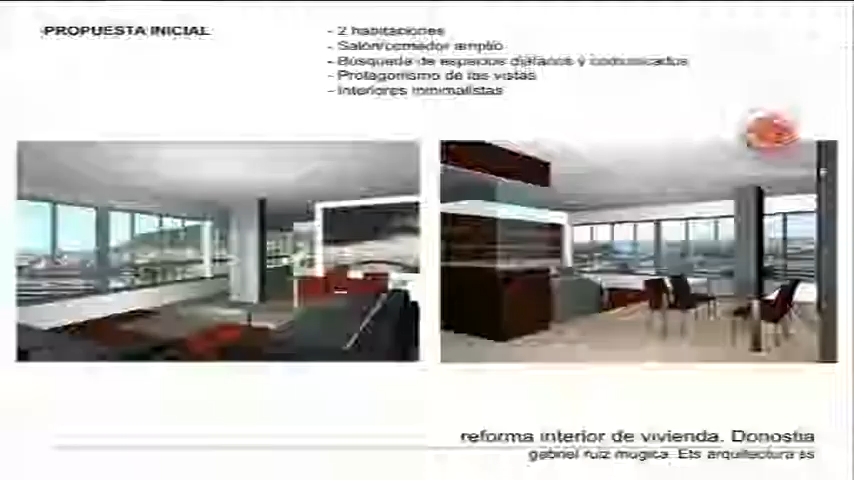 PROPUESTA INICIAL
- 2 habitaciones
- Salón/comedor amplio
- Búsqueda de espacios diáfanos y comunicados
- Protagonismo de las vistas
- Interiores minimalistas
reforma interior de vivienda. Donostia
gabriel ruiz mugica. Ets arquitectura ss